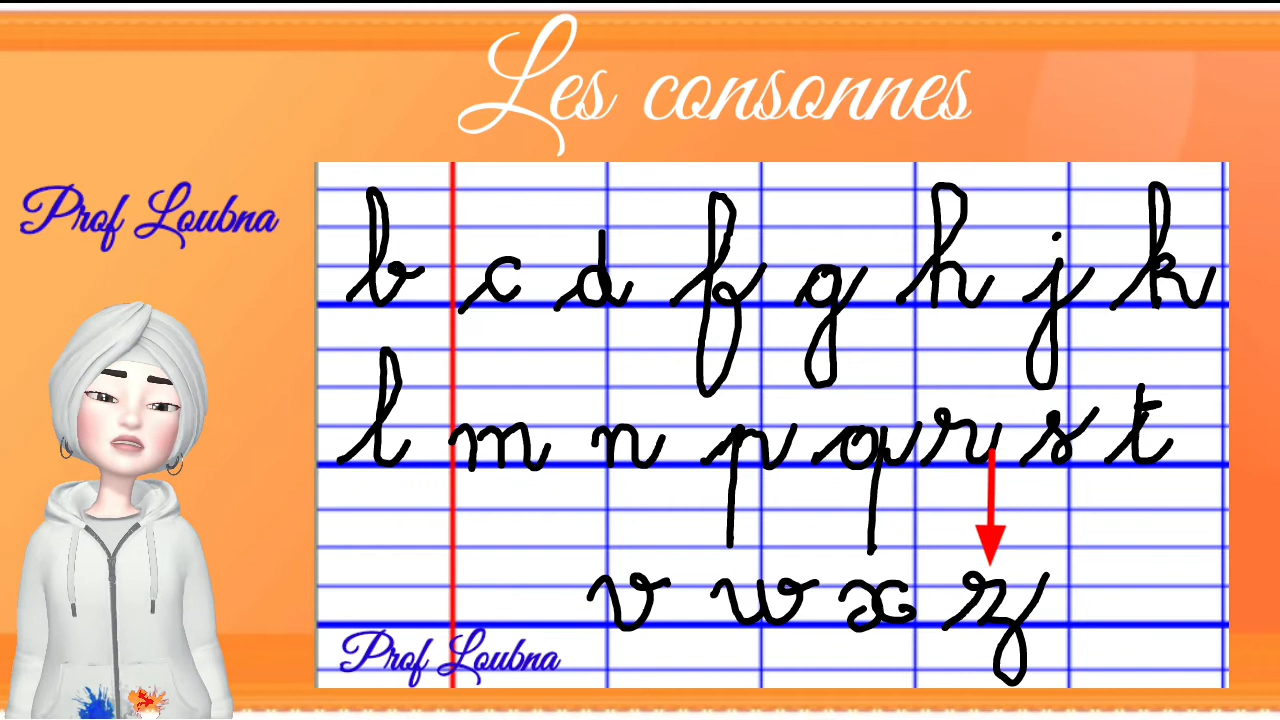 Les consonnes
Prof Loubna
b c d f g h j k
l m n p q r s t
v w x z
Prof Loubna